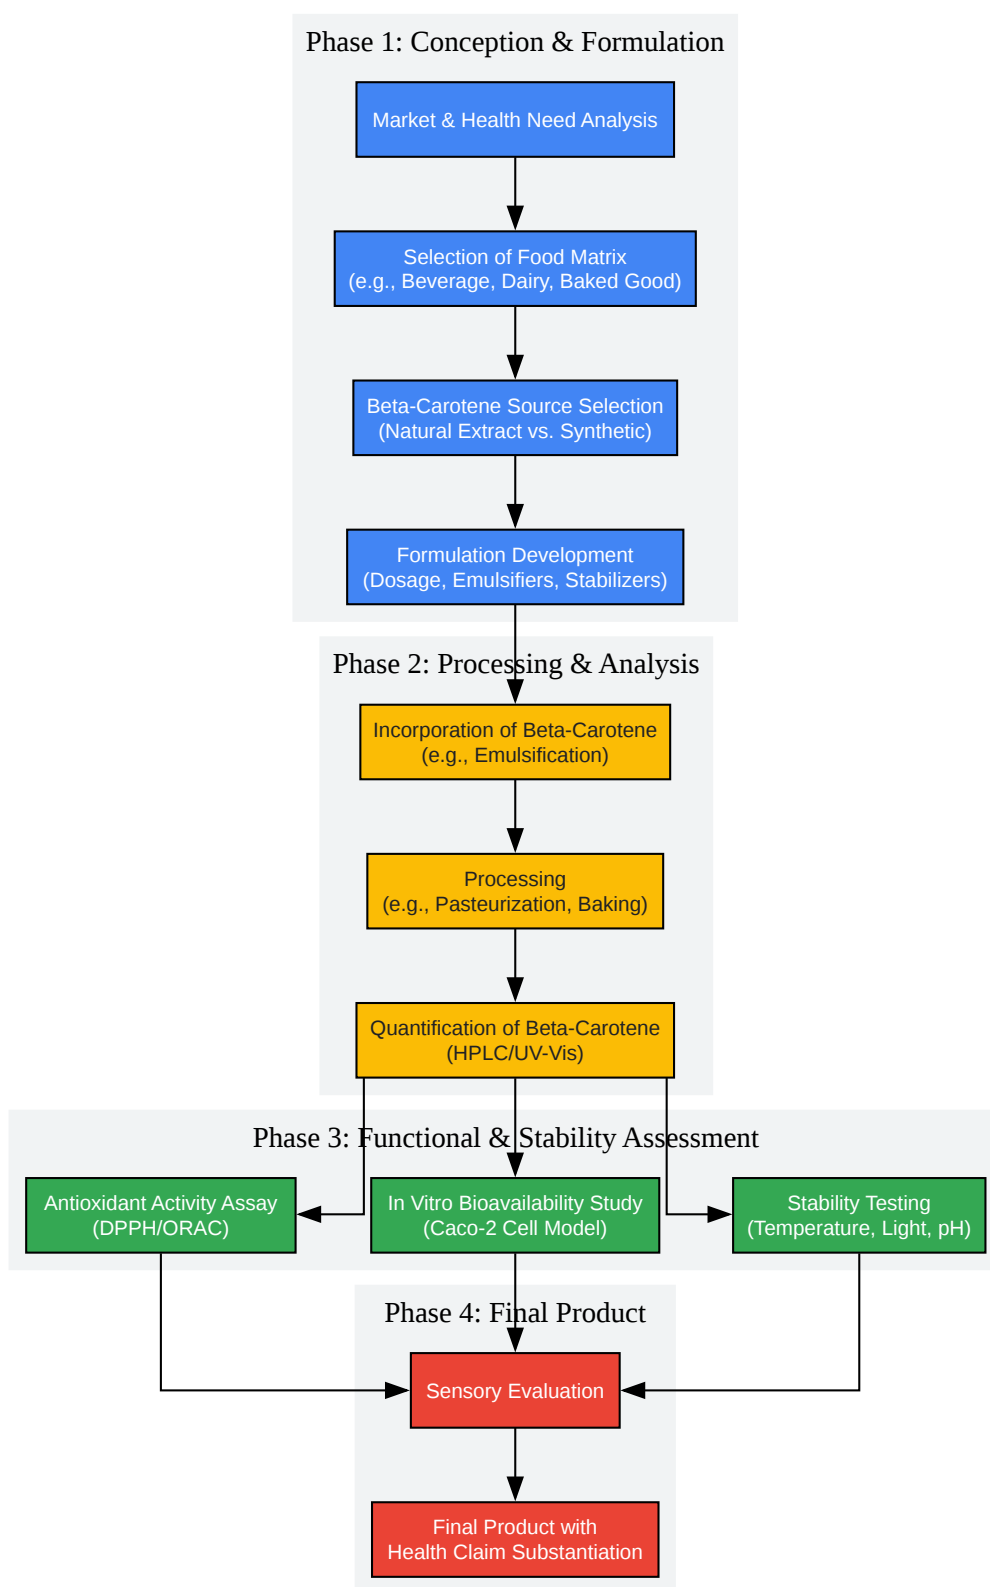 Phase 1: Conception & Formulation
Market & Health Need Analysis
Selection of Food Matrix
(e.g., Beverage, Dairy, Baked Good)
Beta-Carotene Source Selection
(Natural Extract vs. Synthetic)
Formulation Development
(Dosage, Emulsifiers, Stabilizers)
Phase 2: Processing & Analysis
Incorporation of Beta-Carotene
(e.g., Emulsification)
Processing
(e.g., Pasteurization, Baking)
Quantification of Beta-Carotene
(HPLC/UV-Vis)
Phase 3: Functional & Stability Assessment
Antioxidant Activity Assay
(DPPH/ORAC)
In Vitro Bioavailability Study
(Caco-2 Cell Model)
Stability Testing
(Temperature, Light, pH)
Phase 4: Final Product
Sensory Evaluation
Final Product with
Health Claim Substantiation